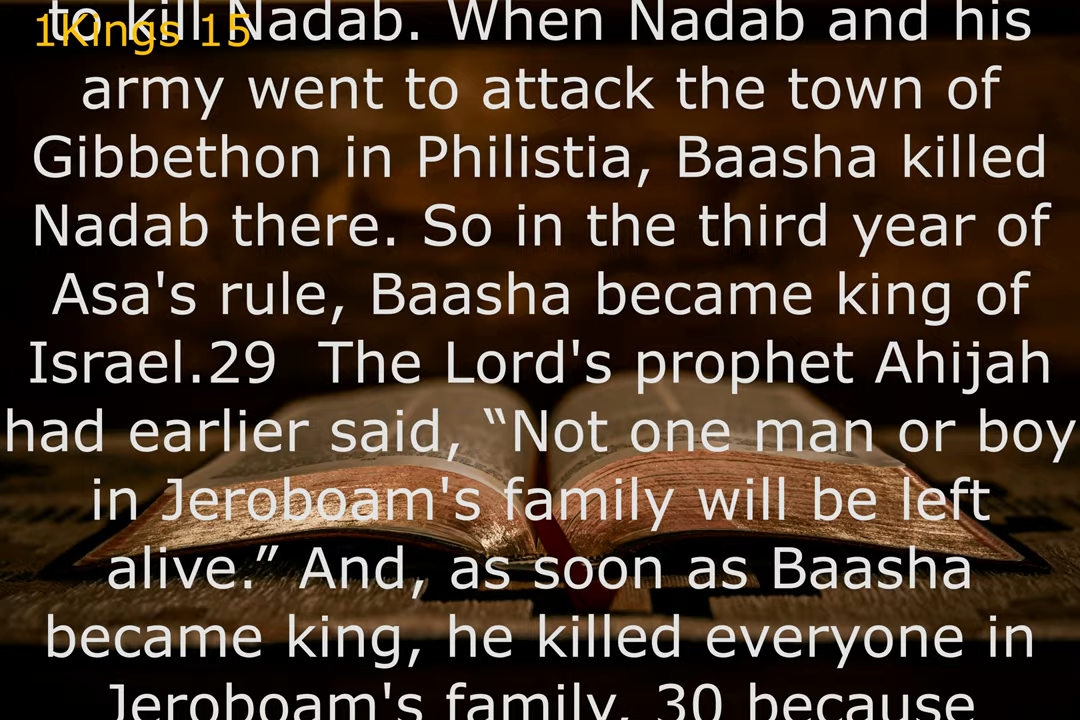 1Kings 15
to kill Nadab. When Nadab and his
army went to attack the town of
Gibbethon in Philistia, Baasha killed
Nadab there. So in the third year of
Asa's rule, Baasha became king of
Israel.29  The Lord's prophet Ahijah
had earlier said, “Not one man or boy
in Jeroboam's family will be left
alive.” And, as soon as Baasha
became king, he killed everyone in
Jeroboam's family, 30 because